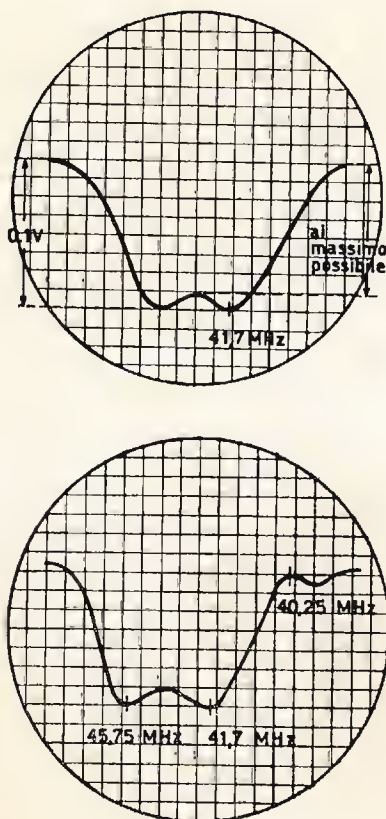 0,1V
al
massimo
possibile
41,7 MHz
40,25 MHz
45,75 MHz
41,7 MHz